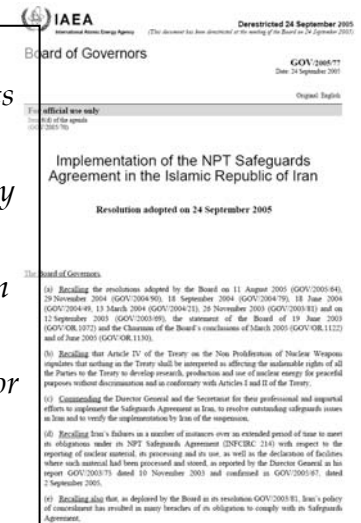 IAEA
International Atomic Energy Agency
Derestricted 24 September 2005
(This document has been derestricted at the meeting of the Board on 24 September 2005)
Board of Governors
GOV/2005/77
Date: 24 September 2005
Original: English
For official use only
Item 6(d) of the agenda
(GOV/2005/70)
Implementation of the NPT Safeguards
Agreement in the Islamic Republic of Iran
Resolution adopted on 24 September 2005
The Board of Governors,
(a) Recalling the resolutions adopted by the Board on 11 August 2005 (GOV/2005/64),
29 November 2004 (GOV/2004/90), 18 September 2004 (GOV/2004/79), 18 June 2004
(GOV/2004/49), 13 March 2004 (GOV/2004/21), 26 November 2003 (GOV/2003/81) and on
12 September 2003 (GOV/2003/69), the statement of the Board of 19 June 2003
(GOV/OR.1072) and the Chairman of the Board's conclusions of March 2005 (GOV/OR.1122)
and of June 2005 (GOV/OR.1130),
(b) Recalling that Article IV of the Treaty on the Non Proliferation of Nuclear Weapons
stipulates that nothing in the Treaty shall be interpreted as affecting the inalienable rights of all
the Parties to the Treaty to develop research, production and use of nuclear energy for peaceful
purposes without discrimination and in conformity with Articles I and II of the Treaty,
(c) Commending the Director General and the Secretariat for their professional and impartial
efforts to implement the Safeguards Agreement in Iran, to resolve outstanding safeguards issues
in Iran and to verify the implementation by Iran of the suspension,
(d) Recalling Iran's failures in a number of instances over an extended period of time to meet
its obligations under its NPT Safeguards Agreement (INFCIRC 214) with respect to the
reporting of nuclear material, its processing and its use, as well as the declaration of facilities
where such material had been processed and stored, as reported by the Director General in his
report GOV/2003/75 dated 10 November 2003 and confirmed in GOV/2005/67, dated
2 September 2005,
(e) Recalling also that, as deplored by the Board in its resolution GOV/2003/81, Iran's policy
of concealment has resulted in many breaches of its obligation to comply with its Safeguards
Agreement,